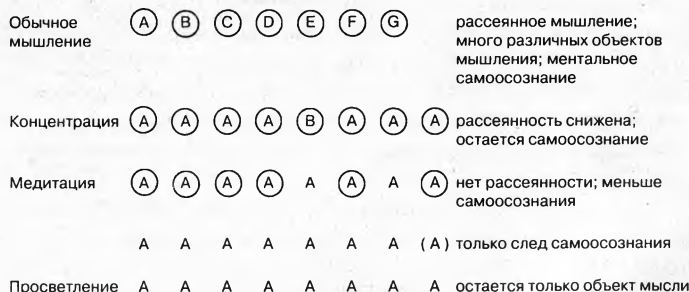 Обычное мышление A B C D E F G рассеянное мышление; много различных объектов мышления; ментальное самоосознание
Концентрация A A A A B A A A рассеянность снижена; остается самоосознание
Медитация A A A A A A A A нет рассеянности; меньше самоосознания
A A A A A A A (A) только след самоосознания
Просветление A A A A A A A A остается только объект мысли